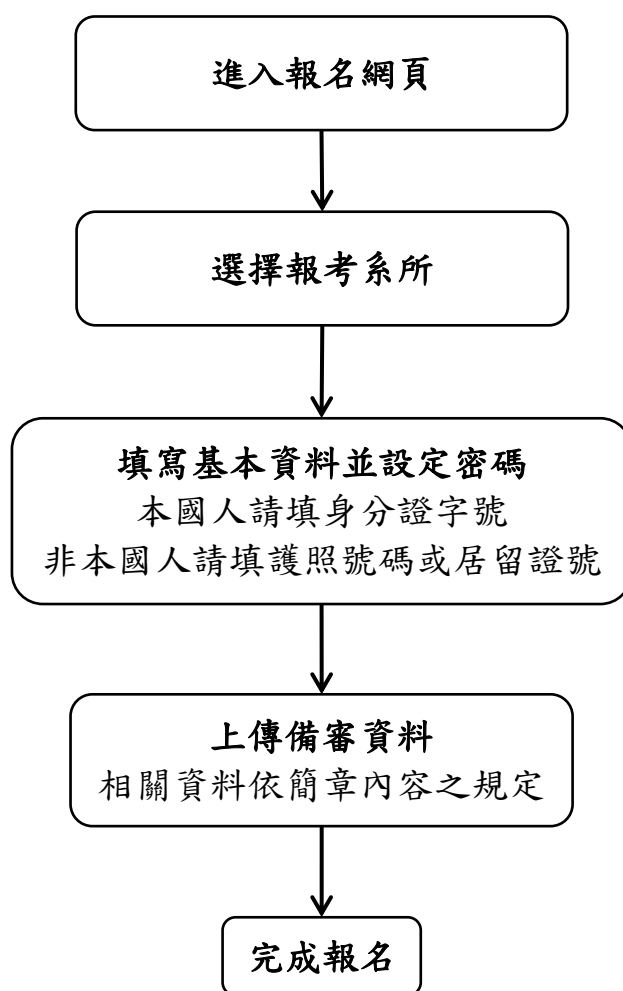 進入報名網頁
選擇報考系所
填寫基本資料並設定密碼
本國人請填身分證字號
非本國人請填護照號碼或居留證號
上傳備審資料
相關資料依簡章內容之規定
完成報名